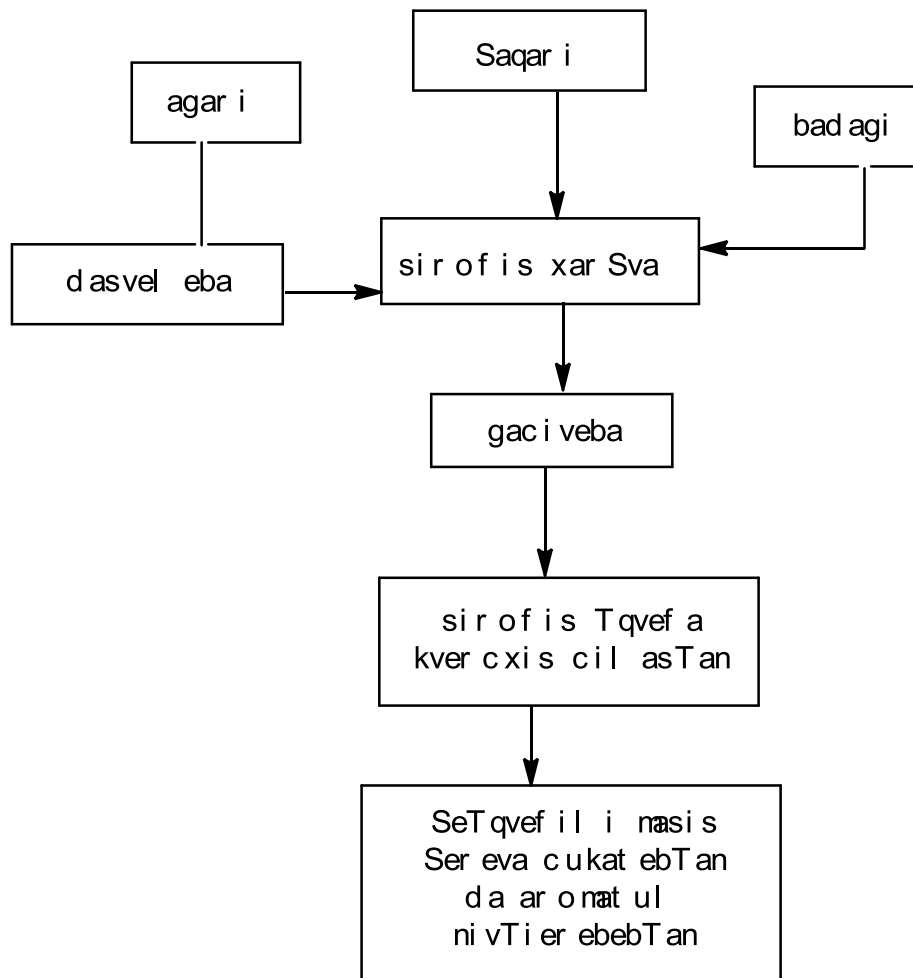 Saqari
agari
badagi
dasveleba
sirofis xarSva
gaciveba
sirofis Tqvefa
kvercxis cilasTan
SeTqvefili masis
Sereva cukatebTan
da aromatul
nivTierebebTan